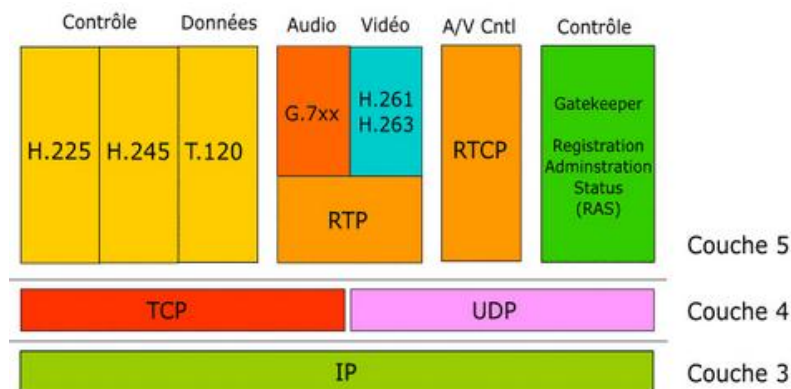 Contrôle Données Audio Vidéo A/V Cntl Contrôle
H.225 H.245 T.120
G.7xx
H.261
H.263
RTP
RTCP
Gatekeeper
Registration
Adminstration
Status
(RAS)
Couche 5
TCP UDP Couche 4
IP Couche 3